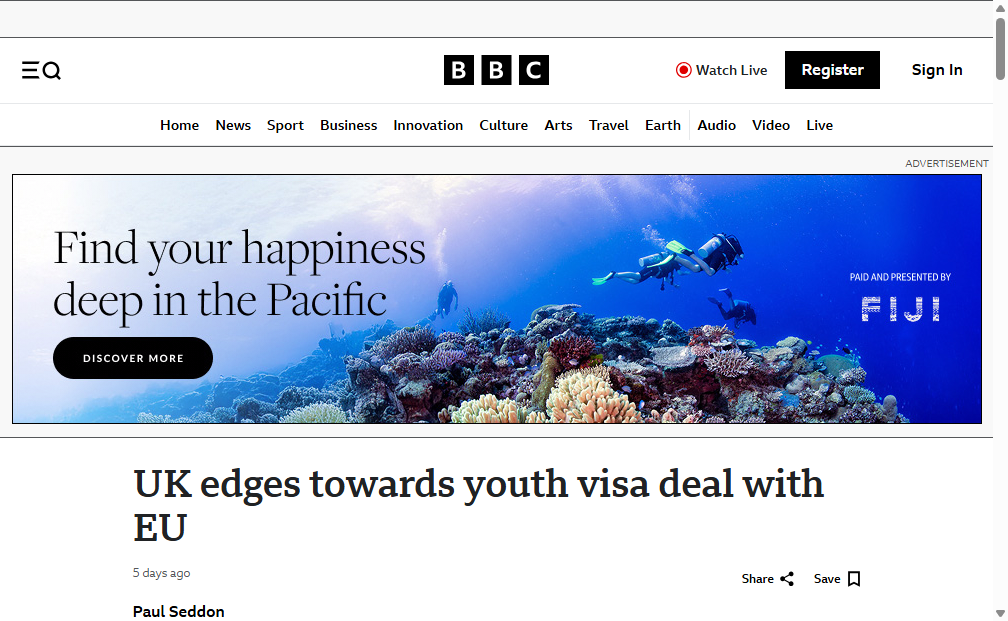 BBC
Watch Live
Register
Sign In
Home News Sport Business Innovation Culture Arts Travel Earth Audio Video Live
ADVERTISEMENT
Find your happiness
deep in the Pacific
DISCOVER MORE
PAID AND PRESENTED BY
FIJI
UK edges towards youth visa deal with
EU
5 days ago
Share
Save
Paul Seddon